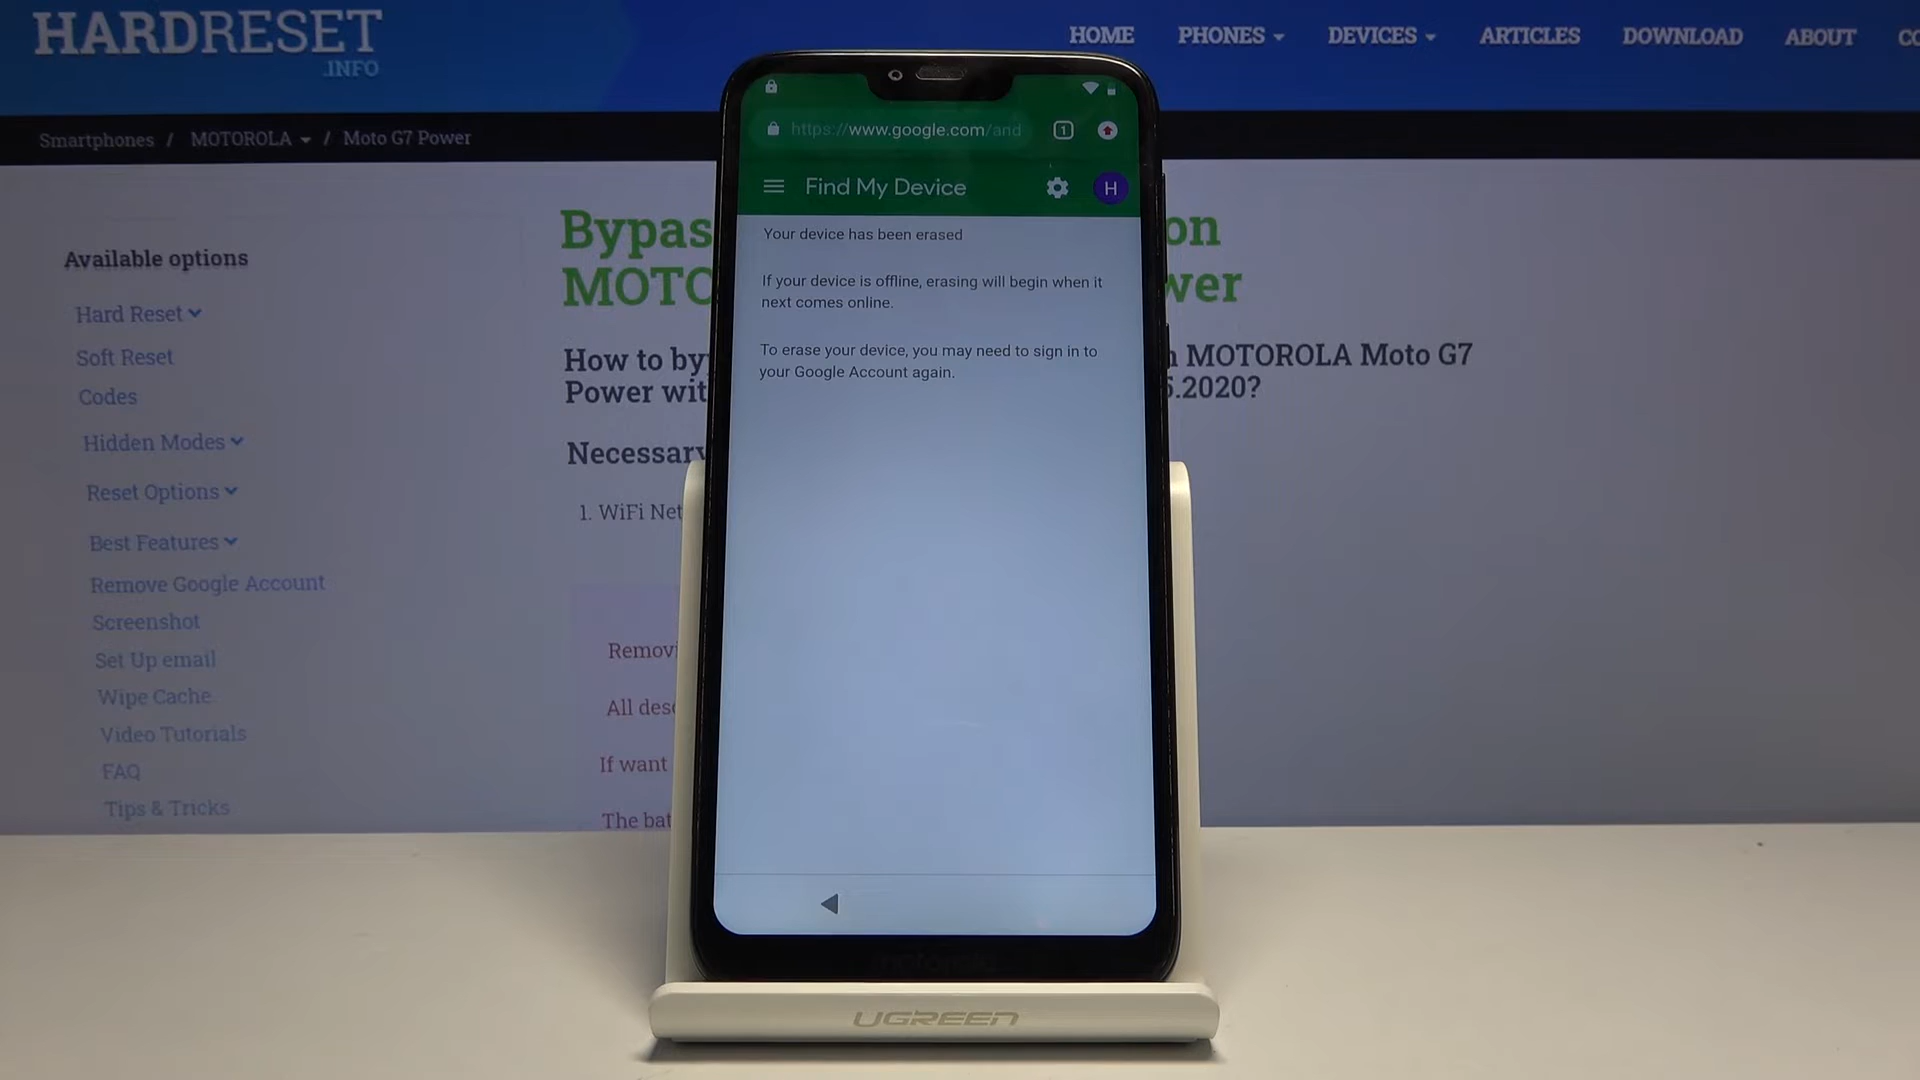 HARDRESET
.INFO
HOME PHONES DEVICES ARTICLES DOWNLOAD ABOUT
Smartphones / MOTOROLA / Moto G7 Power
Available options
Hard Reset
Soft Reset
Codes
Hidden Modes
Reset Options
Best Features
Remove Google Account
Screenshot
Set Up email
Wipe Cache
Video Tutorials
FAQ
Tips & Tricks
Bypas on
MOTO wer
How to by MOTOROLA Moto G7
Power wit .2020?
Necessary
1. WiFi Net
Remov
All des
If want
The bat
https://www.google.com/and
1
Find My Device
H
Your device has been erased
If your device is offline, erasing will begin when it
next comes online.
To erase your device, you may need to sign in to
your Google Account again.
motorola
UGREEN